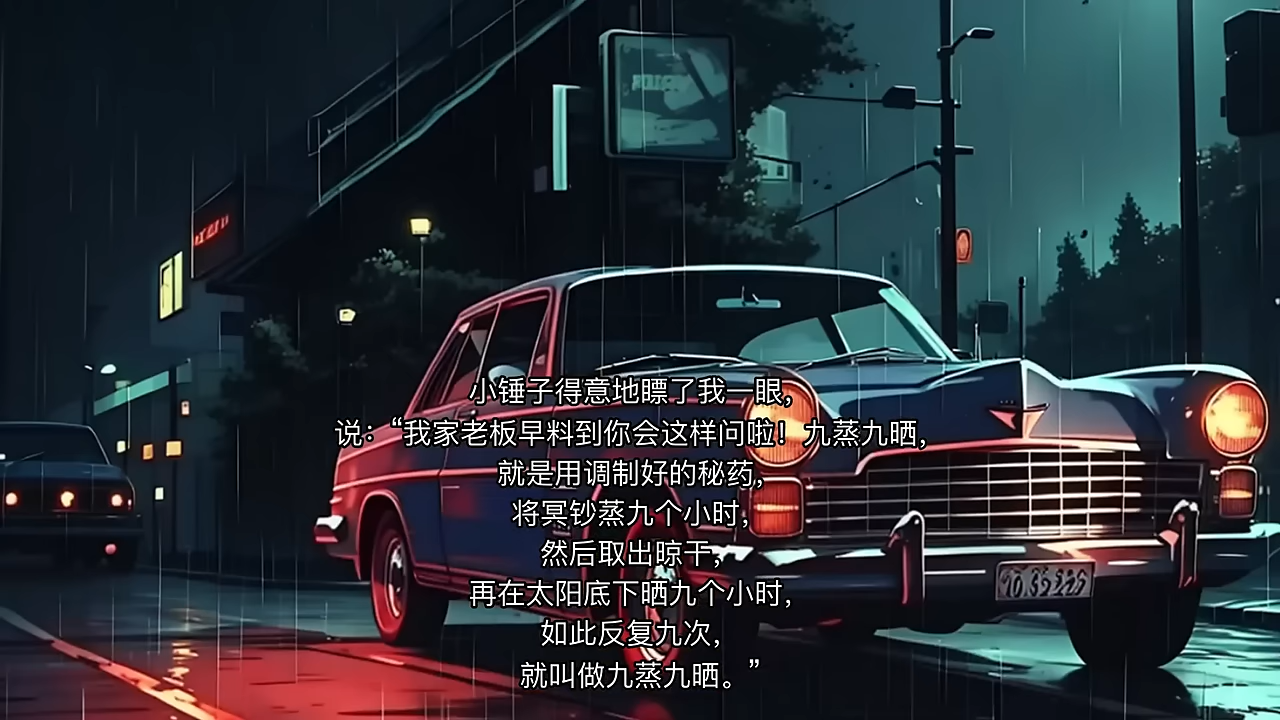 小锤子得意地瞟了我一眼，
说：“我家老板早料到你会这样问啦！九蒸九晒，
就是用调制好的秘药，
将冥钞蒸九个小时，
然后取出晾干，
再在太阳底下晒九个小时，
如此反复九次，
就叫做九蒸九晒。”